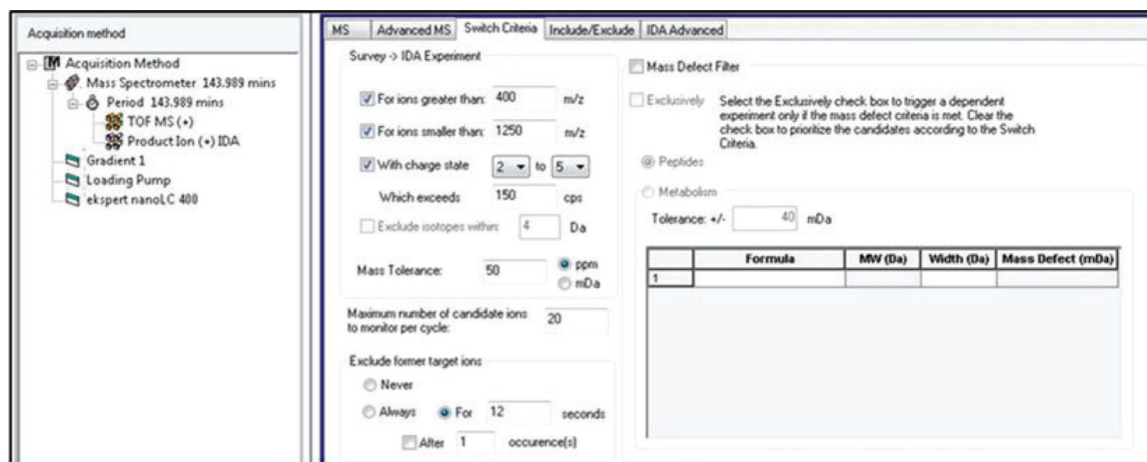 Acquisition method
Acquisition Method
Mass Spectrometer 143.989 mins
Period 143.989 mins
TOF MS (+)
Product Ion (+) IDA
Gradient 1
Loading Pump
ekspert nanoLC 400
MS Advanced MS Switch Criteria Include/Exclude IDA Advanced
Survey -> IDA Experiment
For ions greater than: 400 m/z
For ions smaller than: 1250 m/z
With charge state 2 to 5
Which exceeds 150 cps
Exclude isotopes within: 4 Da
Mass Tolerance: 50 ppm
mDa
Maximum number of candidate ions
to monitor per cycle: 20
Exclude former target ions
Never
Always For 12 seconds
After 1 occurence(s)
Mass Defect Filter
Exclusively Select the Exclusively check box to trigger a dependent
experiment only if the mass defect criteria is met. Clear the
check box to prioritize the candidates according to the Switch
Criteria.
Peptides
Metabolism
Tolerance: +/- 40 mDa
Formula MW (Da) Width (Da) Mass Defect (mDa)
1